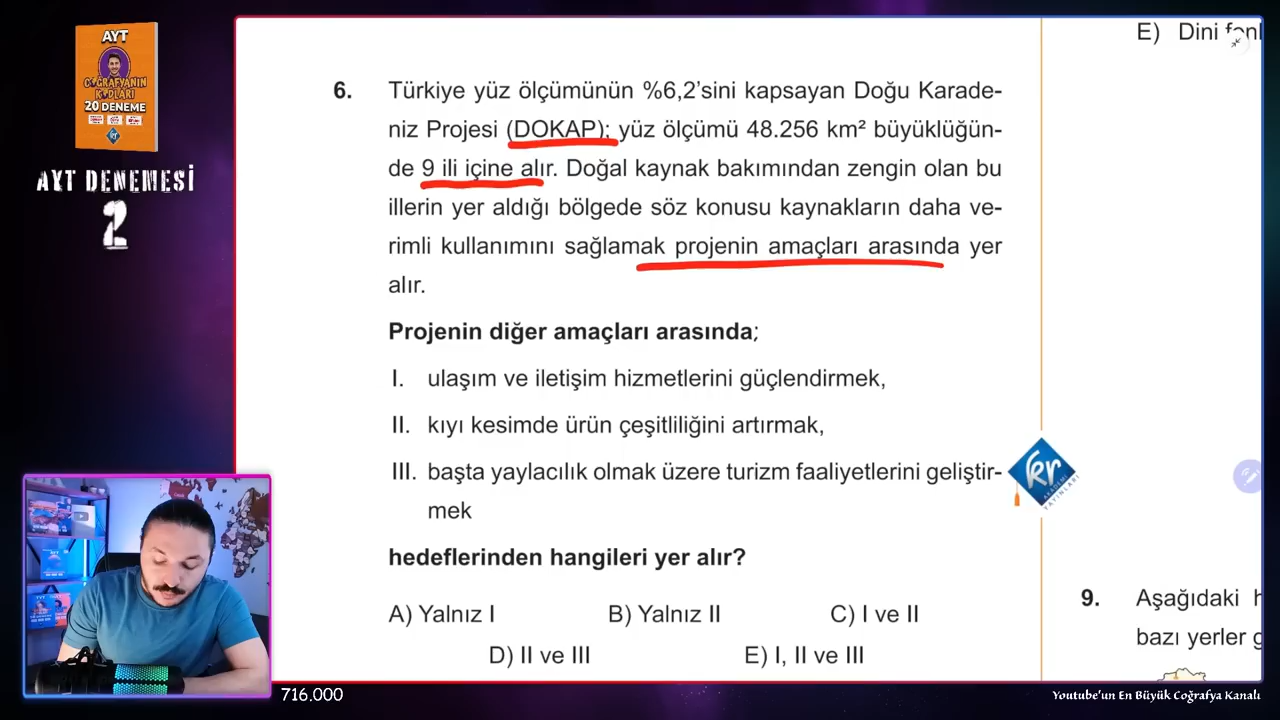 AYT
COĞRAFYANIN
KODLARI
20 DENEME
AYT DENEMESİ
2
E) Dini
6. Türkiye yüz ölçümünün %6,2’sini kapsayan Doğu Karade-
niz Projesi (DOKAP); yüz ölçümü 48.256 km² büyüklüğün-
de 9 ili içine alır. Doğal kaynak bakımından zengin olan bu
illerin yer aldığı bölgede söz konusu kaynakların daha ve-
rimli kullanımını sağlamak projenin amaçları arasında yer
alır.
Projenin diğer amaçları arasında;
I. ulaşım ve iletişim hizmetlerini güçlendirmek,
II. kıyı kesimde ürün çeşitliliğini artırmak,
III. başta yaylacılık olmak üzere turizm faaliyetlerini geliştir-
mek
hedeflerinden hangileri yer alır?
A) Yalnız I B) Yalnız II C) I ve II
D) II ve III E) I, II ve III
kr
AKADEMİ
YAYINLARI
9. Aşağıdaki
bazı yerler
716.000
Youtube'un En Büyük Coğrafya Kanalı